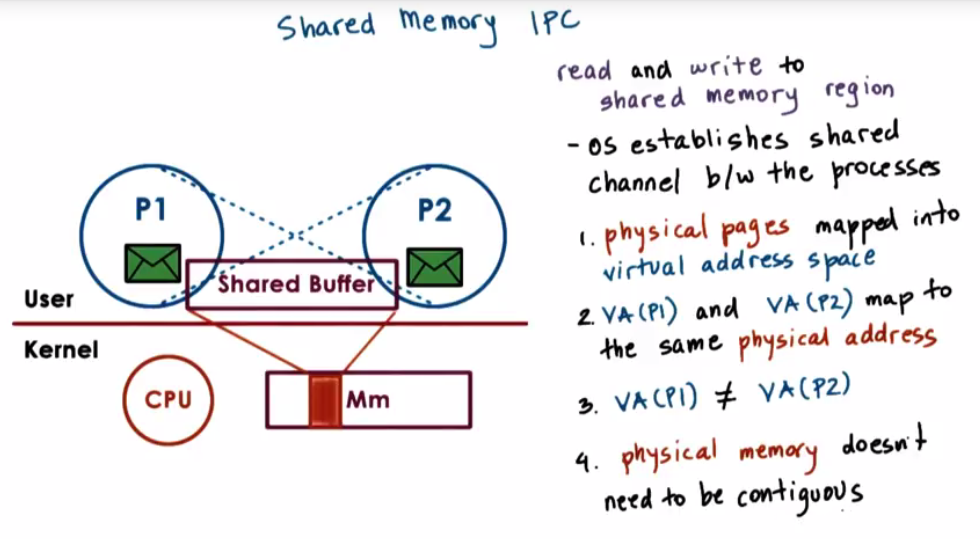 Shared Memory IPC
read and write to
shared memory region
- OS establishes shared
channel b/w the processes
1. physical pages mapped into
virtual address space
2. VA (P1) and VA (P2) map to
the same physical address
3. VA (P1) ≠ VA (P2)
4. physical memory doesn't
need to be contiguous
P1
P2
Shared Buffer
User
Kernel
CPU
Mm